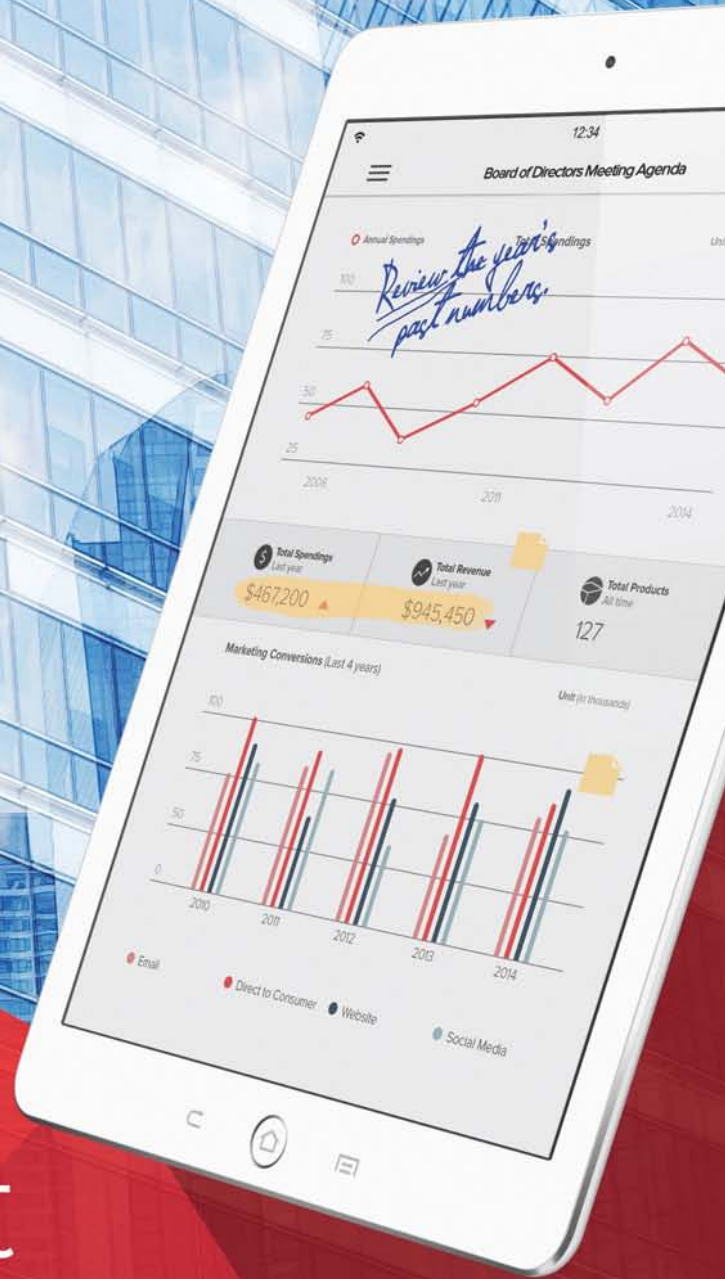 12:34
Board of Directors Meeting Agenda
Annual Spendings
Total Spendings
Review the year's
past numbers.
100
75
50
25
2008
2011
2014
Total Spendings
Last year
$467,200
Total Revenue
Last year
$945,450
Total Products
All time
127
Marketing Conversions (Last 4 years)
Unit (in thousands)
100
75
50
0
2010
2011
2012
2013
2014
Email
Direct to Consumer
Website
Social Media